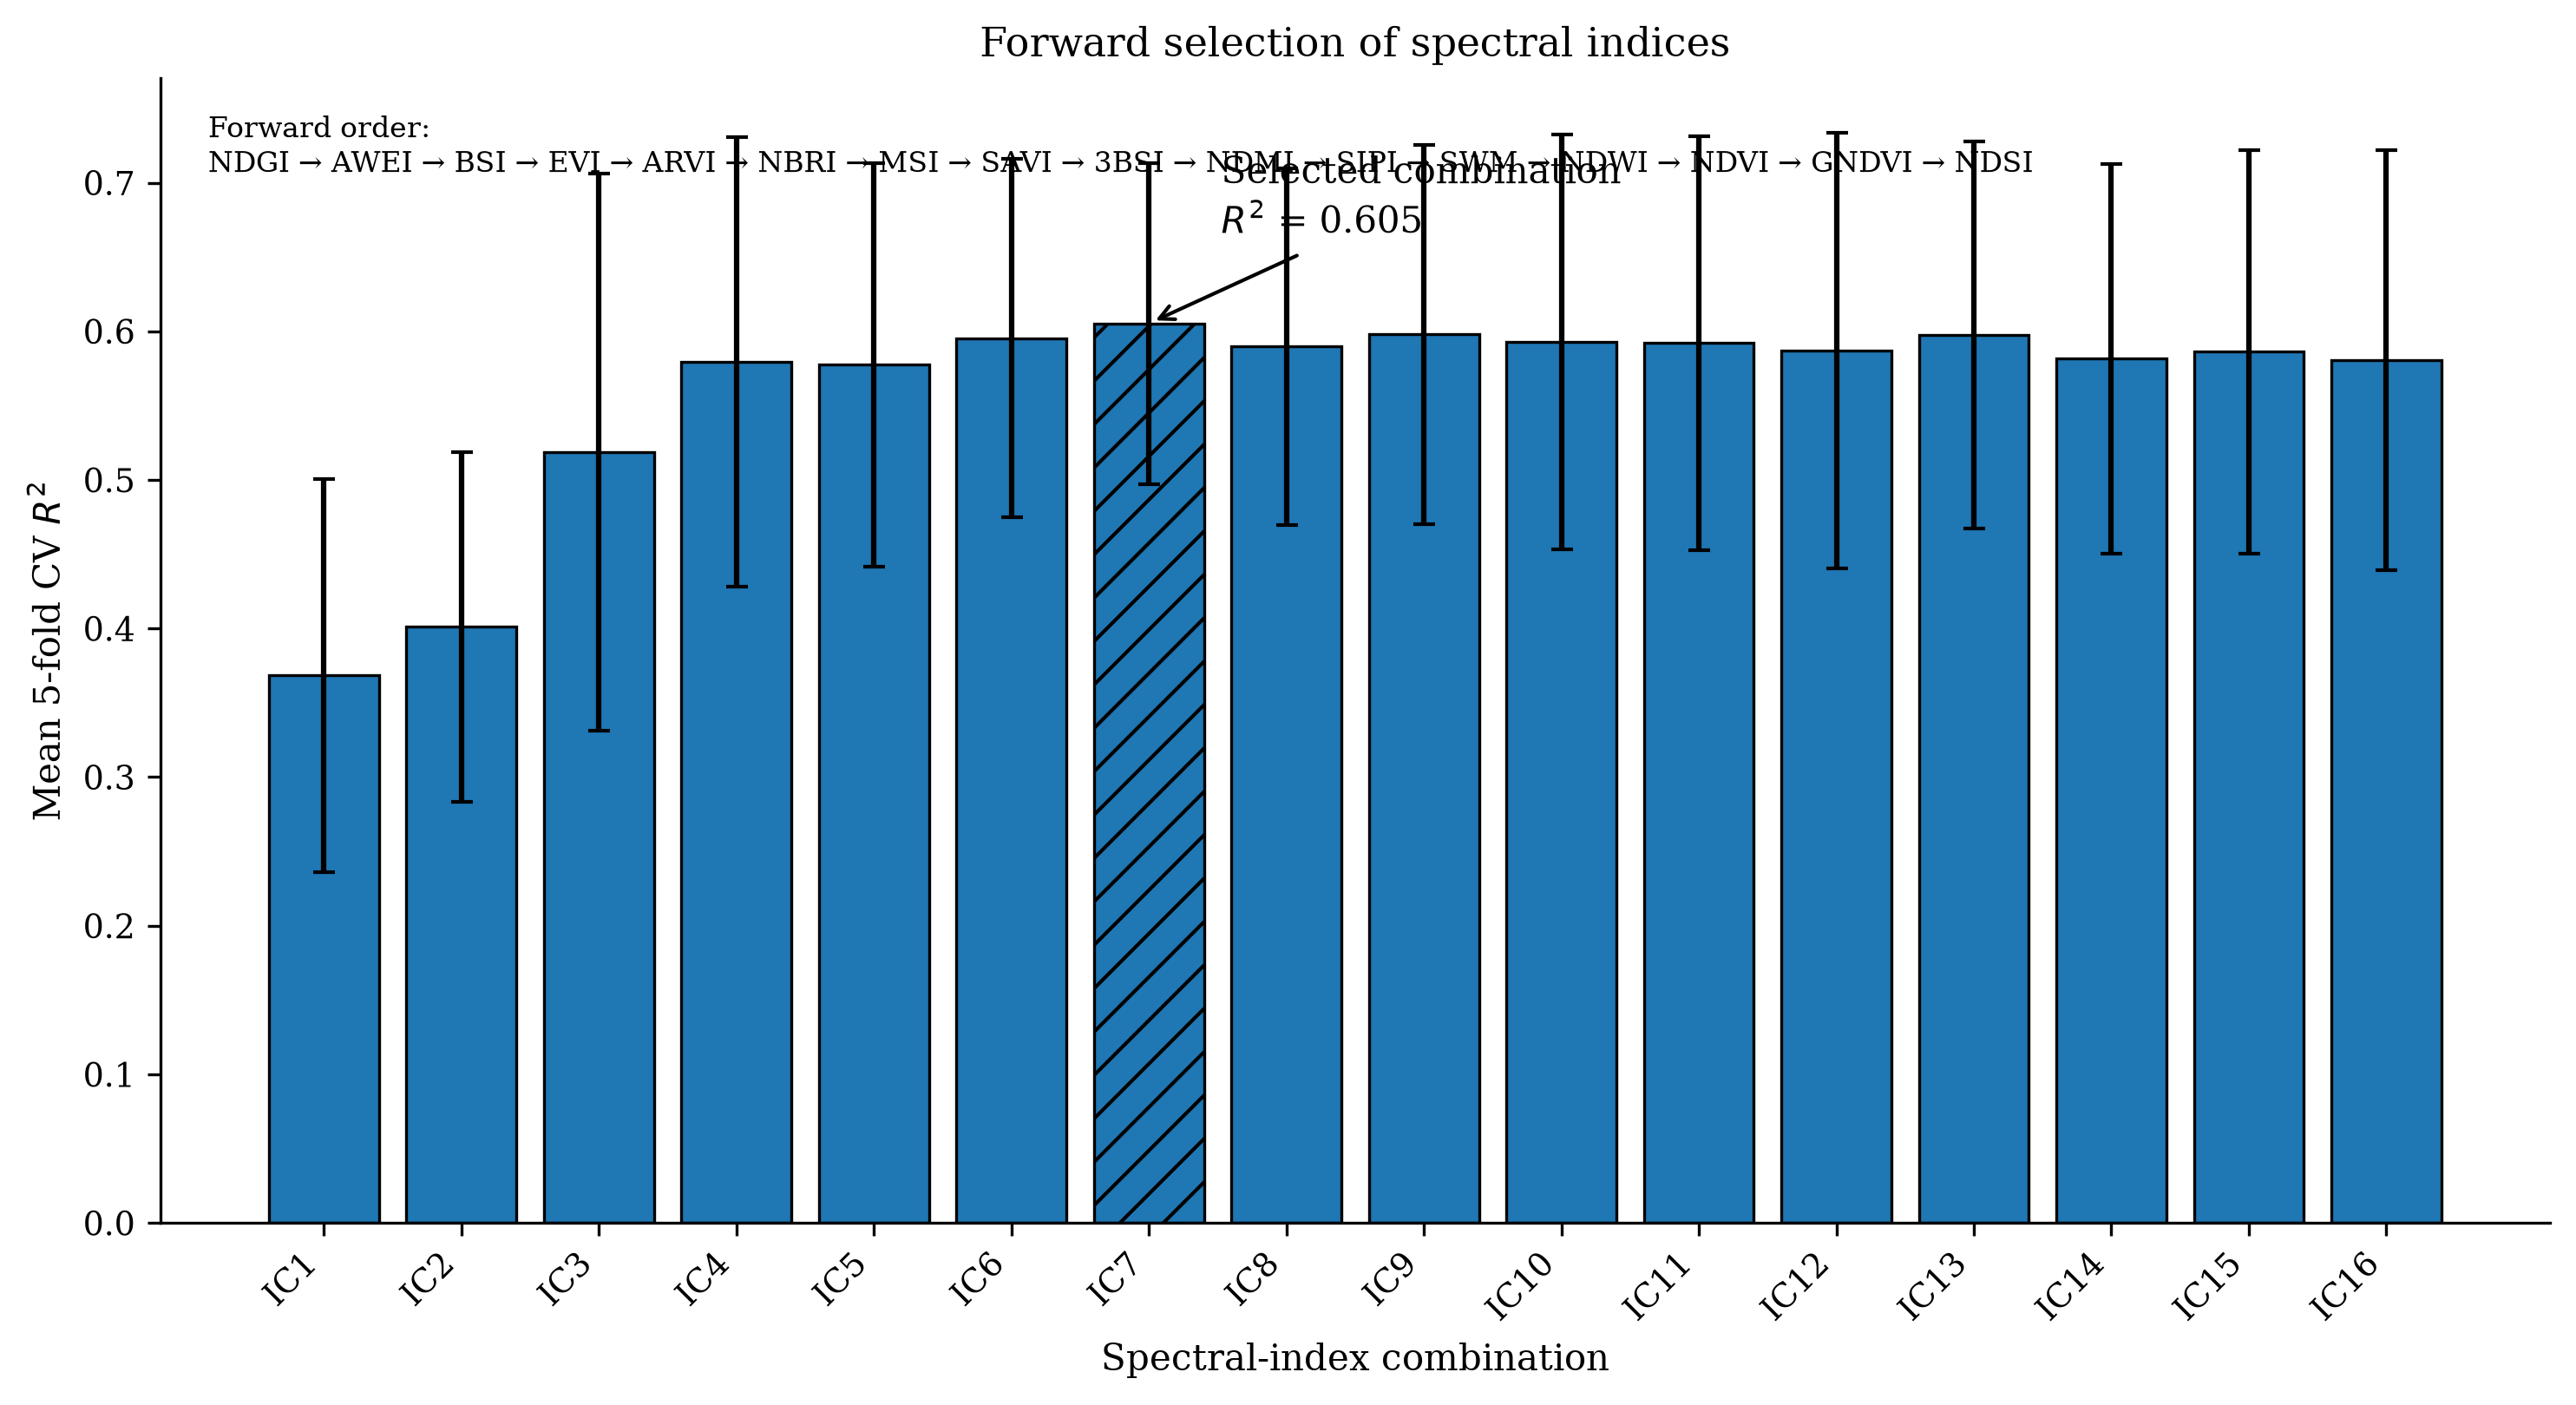 Forward selection of spectral indices
Forward order:
NDGI → AWEI → BSI → EVI → ARVI → NBRI → MSI → SAVI → 3BSI → NDMI → SIPI → SWM → NDWI → NDVI → GNDVI → NDSI
Selected combination
R² = 0.605
Mean 5-fold CV R²
0.7
0.6
0.5
0.4
0.3
0.2
0.1
0.0
IC1 IC2 IC3 IC4 IC5 IC6 IC7 IC8 IC9 IC10 IC11 IC12 IC13 IC14 IC15 IC16
Spectral-index combination